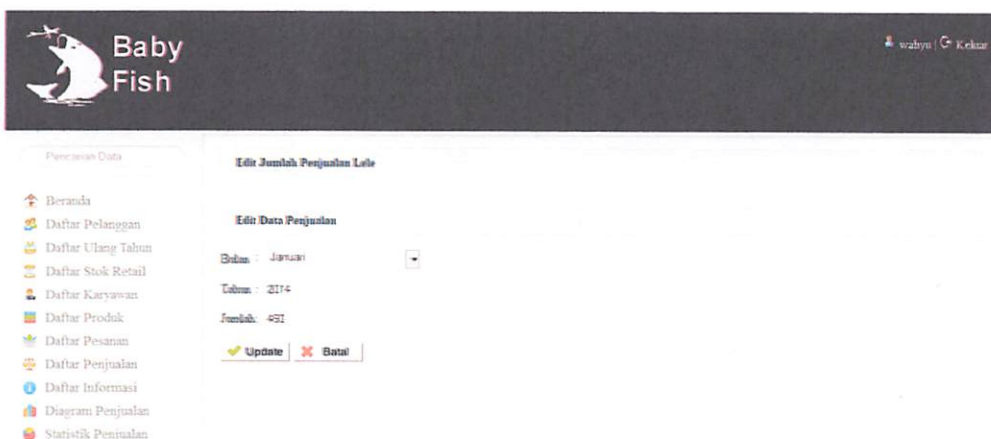 Baby
Fish
wahyu | Keluar
Pencarian Data
Edit Jumlah Penjualan Lele
Beranda
Daftar Pelanggan
Edit Data Penjualan
Daftar Ulang Tahun
Bulan : Januari
Daftar Stok Retail
Daftar Karyawan
Tahun : 2014
Daftar Produk
Jumlah:
Daftar Pesanan
Update Batal
Daftar Penjualan
Daftar Informasi
Diagram Penjualan
Statistik Penjualan